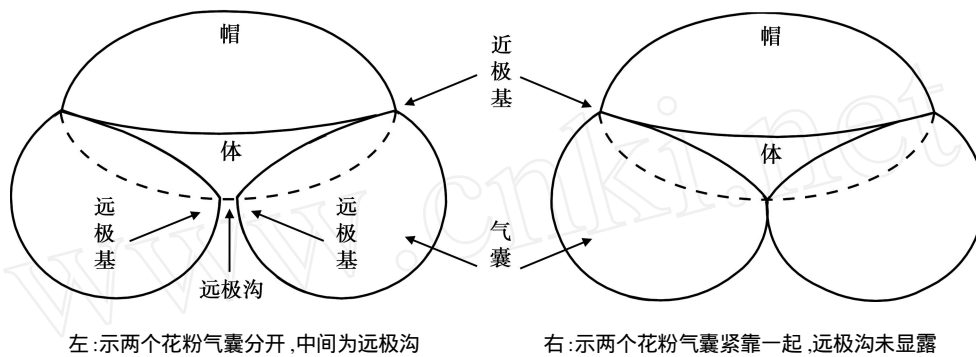 帽
帽
近极基
体
体
远极基
远极基
气囊
远极沟
左:示两个花粉气囊分开,中间为远极沟
右:示两个花粉气囊紧靠一起,远极沟未显露
www.cnki.net